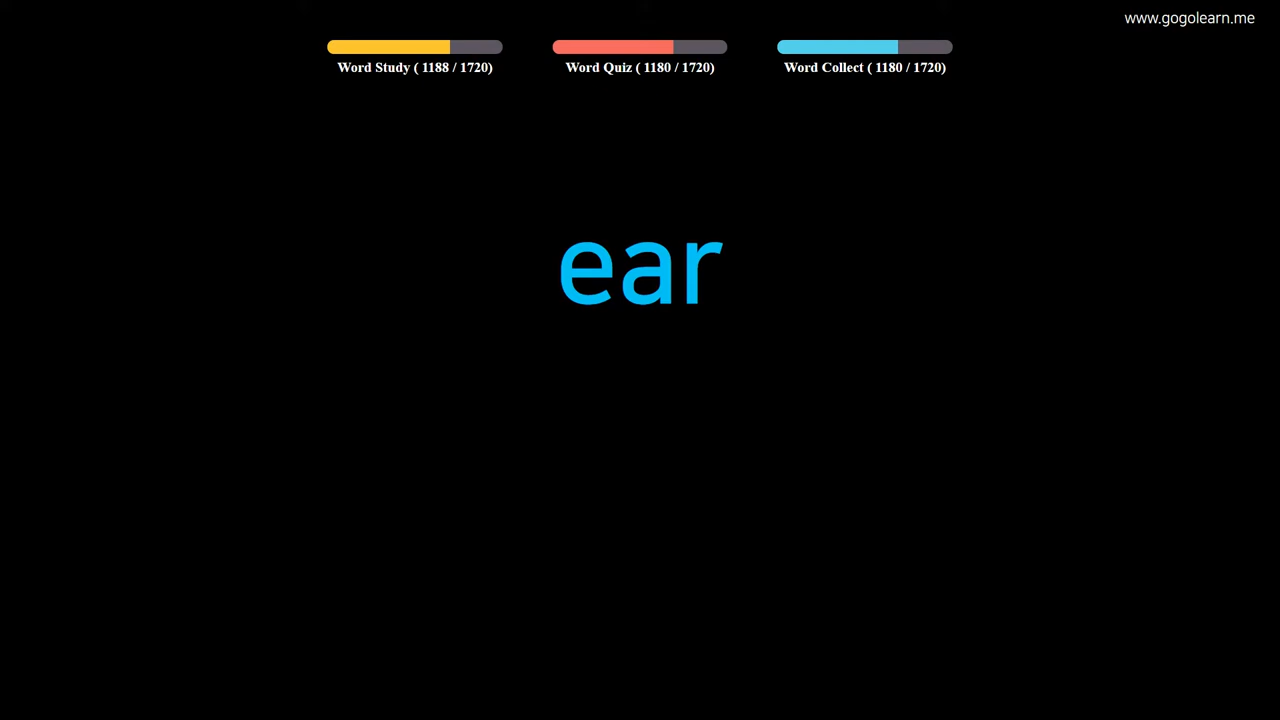 www.gogolearn.me
Word Study ( 1188 / 1720)
Word Quiz ( 1180 / 1720)
Word Collect ( 1180 / 1720)
ear